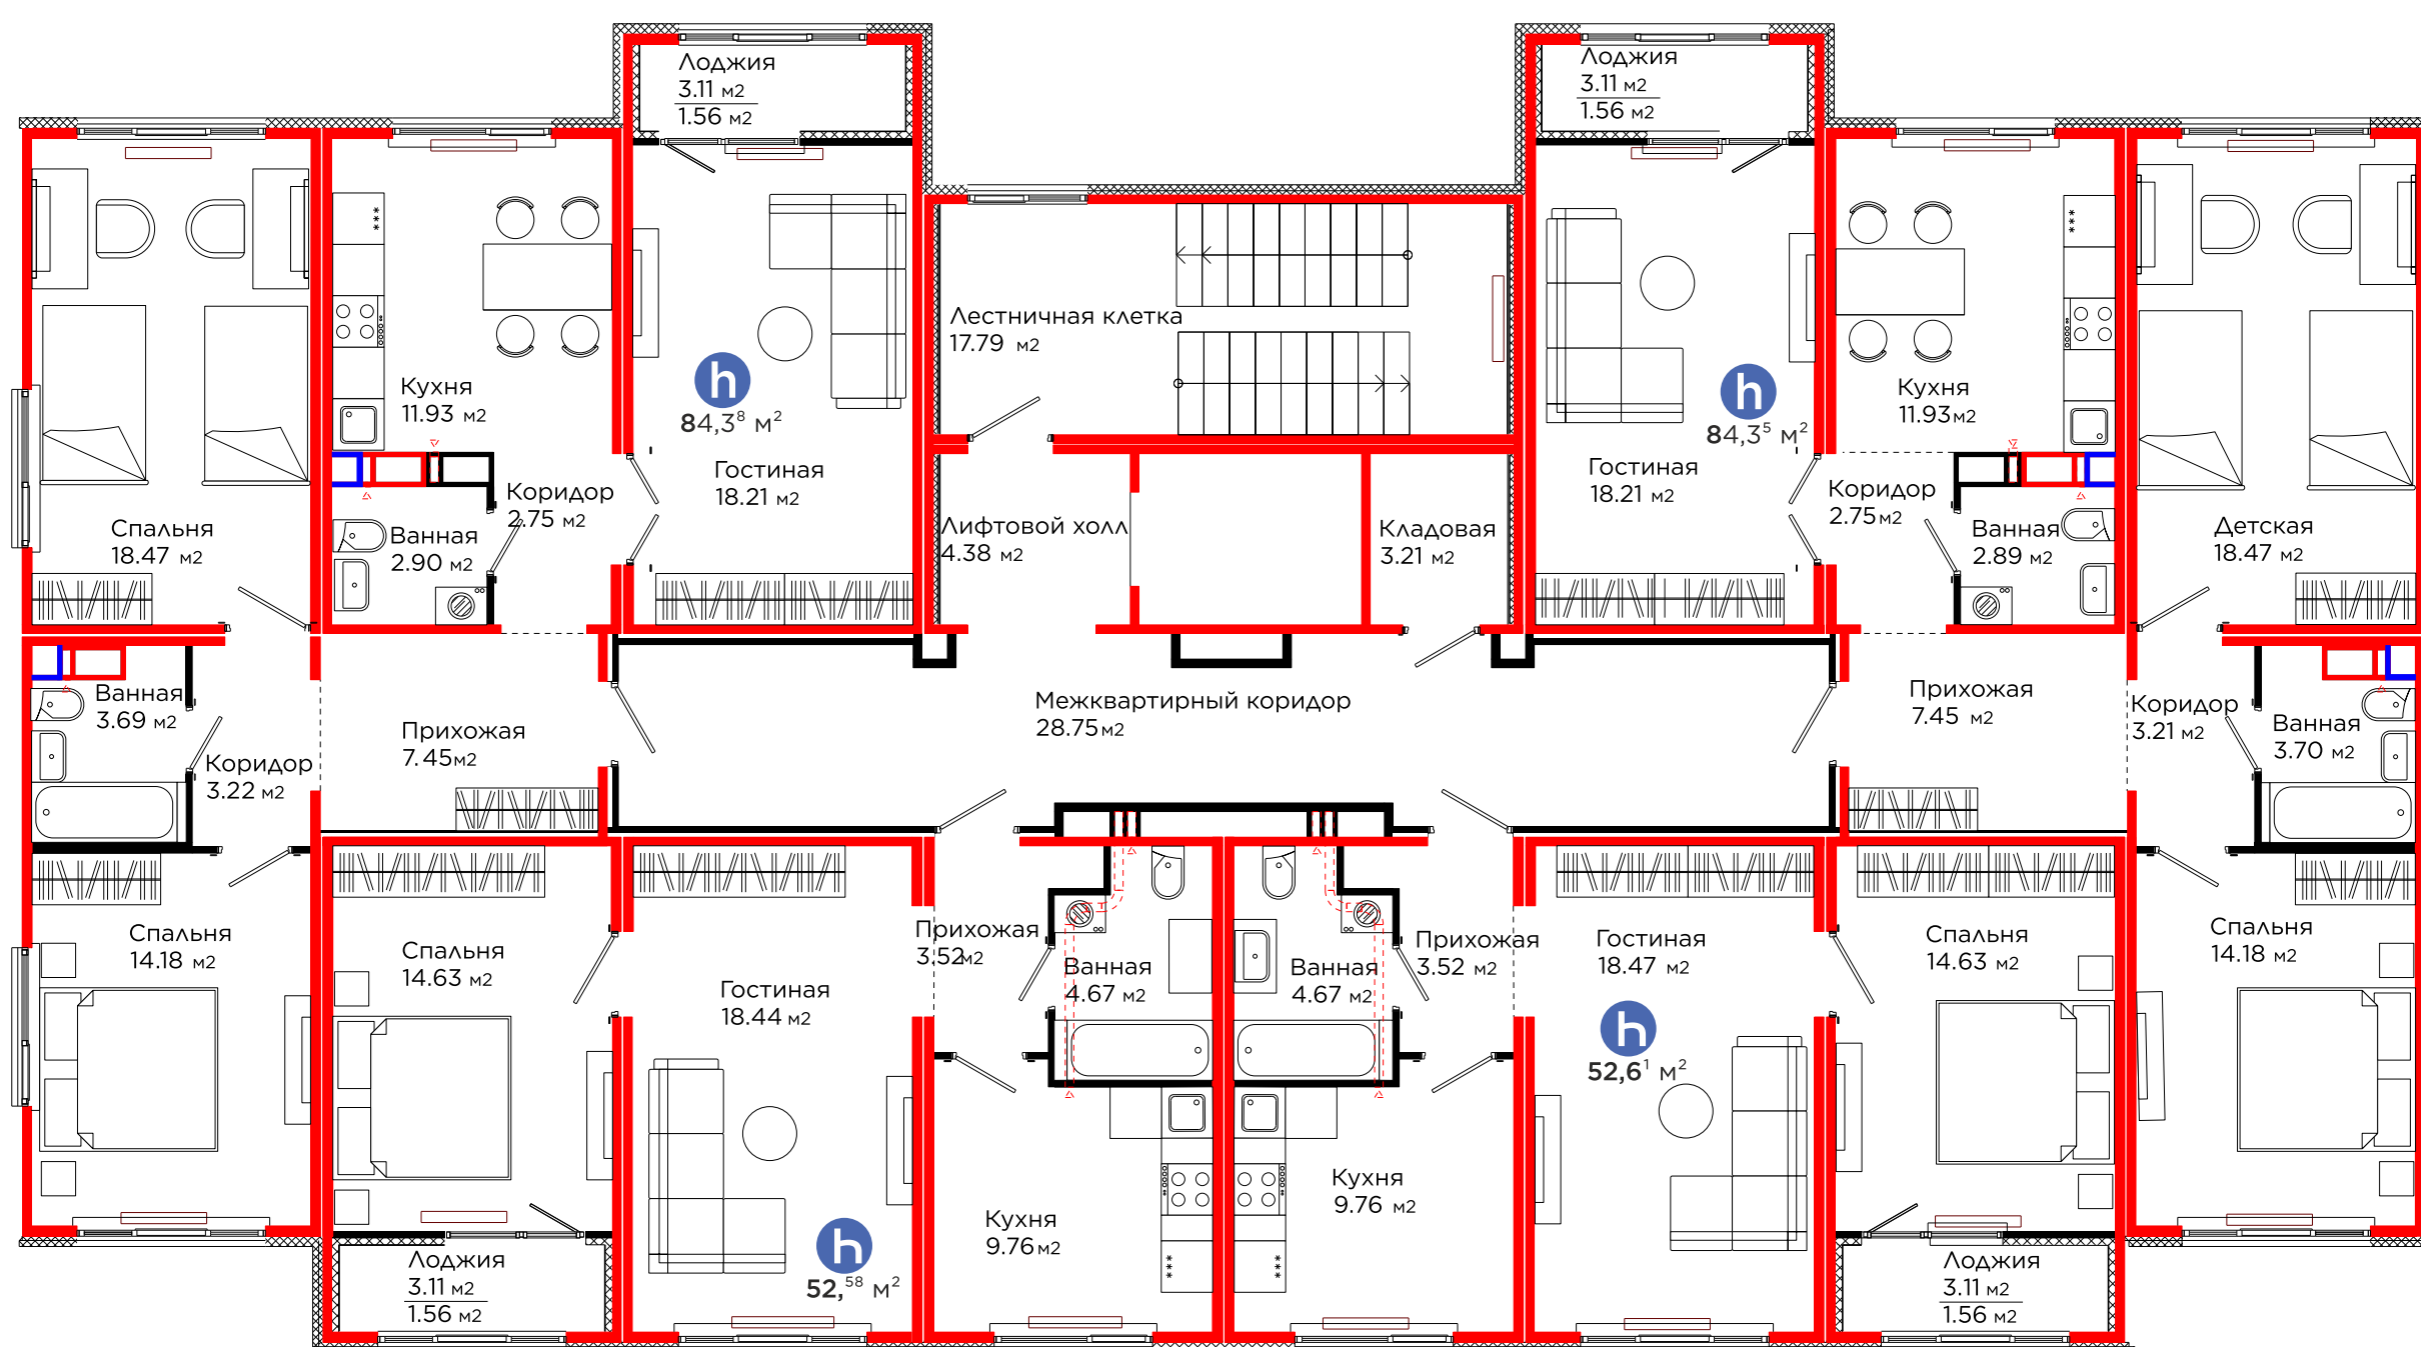 Лоджия
3.11 м2
1.56 м2
Лоджия
3.11 м2
1.56 м2
Спальня
18.47 м2
Кухня
11.93 м2
Ванная
2.90 м2
Коридор
2.75 м2
h
84,3⁸ м²
Гостиная
18.21 м2
Лестничная клетка
17.79 м2
Лифтовой холл
4.38 м2
Кладовая
3.21 м2
h
84,3⁵ м²
Гостиная
18.21 м2
Кухня
11.93м2
Коридор
2.75м2
Ванная
2.89 м2
Детская
18.47 м2
Ванная
3.69 м2
Коридор
3.22 м2
Прихожая
7.45м2
Межквартирный коридор
28.75м2
Прихожая
7.45 м2
Коридор
3.21 м2
Ванная
3.70 м2
Спальня
14.18 м2
Спальня
14.63 м2
Гостиная
18.44 м2
Прихожая
3.52м2
Ванная
4.67 м2
Ванная
4.67 м2
Прихожая
3.52 м2
Гостиная
18.47 м2
Спальня
14.63 м2
Спальня
14.18 м2
h
52,⁵⁸ м²
Кухня
9.76м2
Кухня
9.76 м2
h
52,6¹ м²
Лоджия
3.11 м2
1.56 м2
Лоджия
3.11 м2
1.56 м2